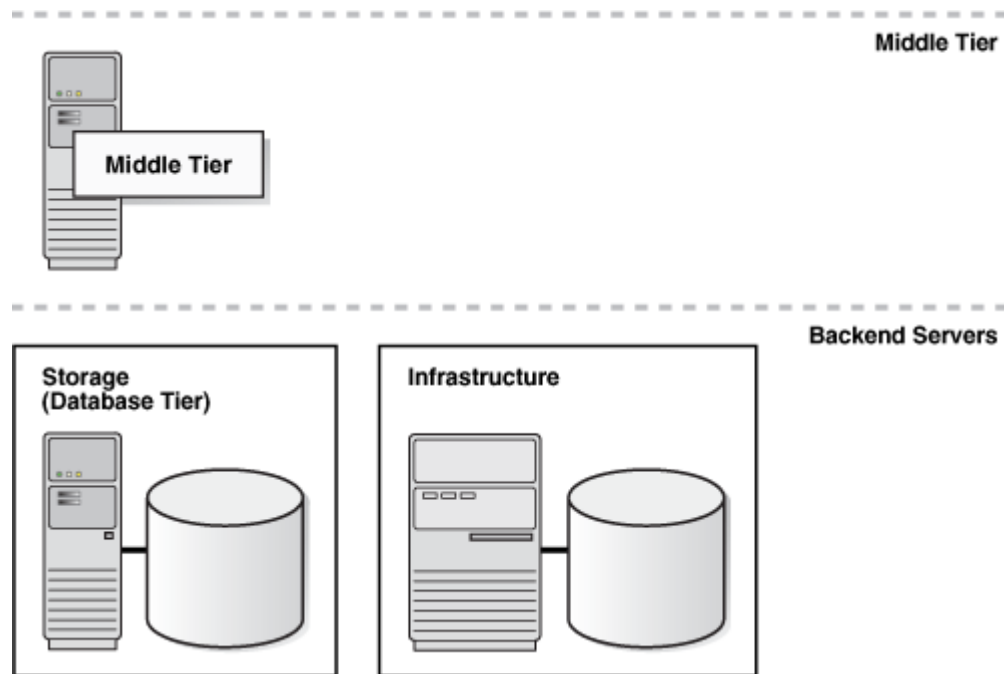 Middle Tier
Middle Tier
Backend Servers
Storage
(Database Tier)
Infrastructure